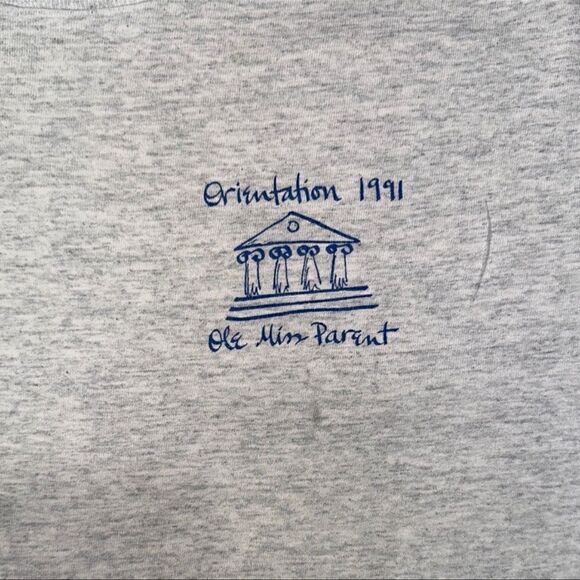 Orientation 1991
Ole Miss Parent